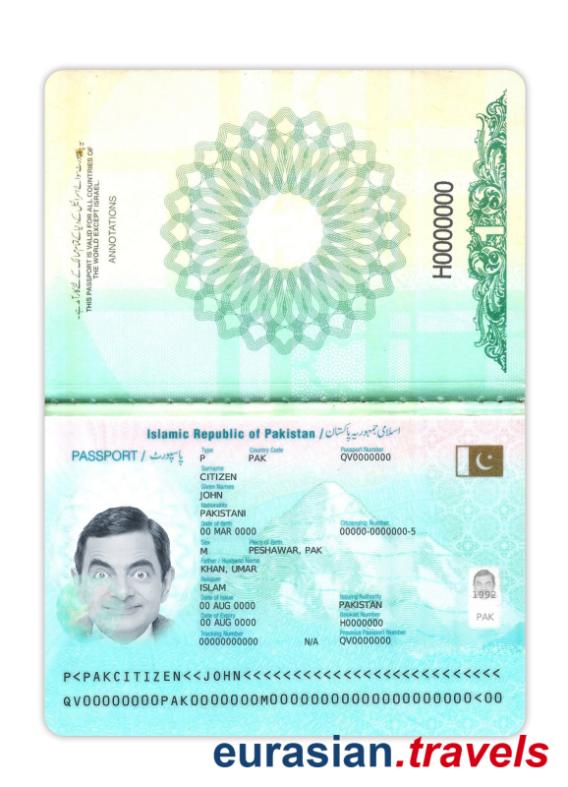 THIS PASSPORT IS VALID FOR ALL COUNTRIES OF
THE WORLD EXCEPT ISRAEL.
ANNOTATIONS
H0000000
1
Islamic Republic of Pakistan / اسلامی جمہوریہ پاکستان
PASSPORT / پاسپورٹ
Type Country Code Passport Number
P PAK QV0000000
Surname
CITIZEN
Given Names
JOHN
Nationality
PAKISTANI
Date of Birth Citizenship Number
00 MAR 0000 00000-0000000-5
Sex Place of Birth
M PESHAWAR, PAK
Father / Husband Name
KHAN, UMAR
Religion
ISLAM
Date of Issue Issuing Authority
00 AUG 0000 PAKISTAN
Date of Expiry Booklet Number
00 AUG 0000 H0000000
Tracking Number Previous Passport Number
00000000000 N/A QV0000000
1992
PAK
P<PAKCITIZEN<<JOHN<<<<<<<<<<<<<<<<<<<<<<<<<<
QV00000000PAK0000000M00000000000000000000<00
eurasian.travels